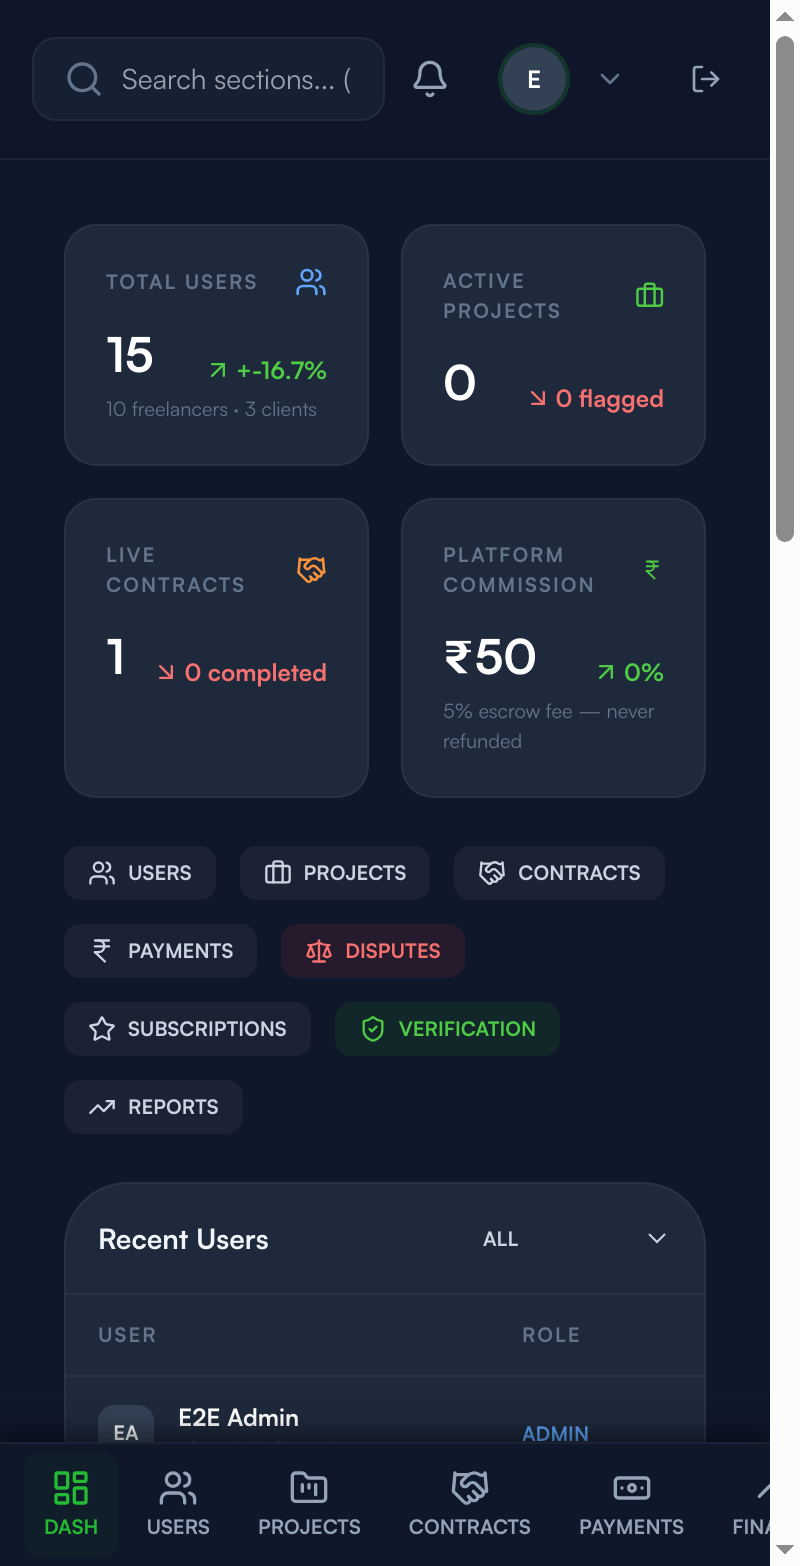 Search sections... (
E
TOTAL USERS
15
+-16.7%
10 freelancers · 3 clients
ACTIVE
PROJECTS
0
0 flagged
LIVE
CONTRACTS
1
0 completed
PLATFORM
COMMISSION
₹
₹50
0%
5% escrow fee — never
refunded
USERS
PROJECTS
CONTRACTS
₹ PAYMENTS
DISPUTES
SUBSCRIPTIONS
VERIFICATION
REPORTS
Recent Users
ALL
USER
ROLE
EA
E2E Admin
ADMIN
DASH
USERS
PROJECTS
CONTRACTS
PAYMENTS